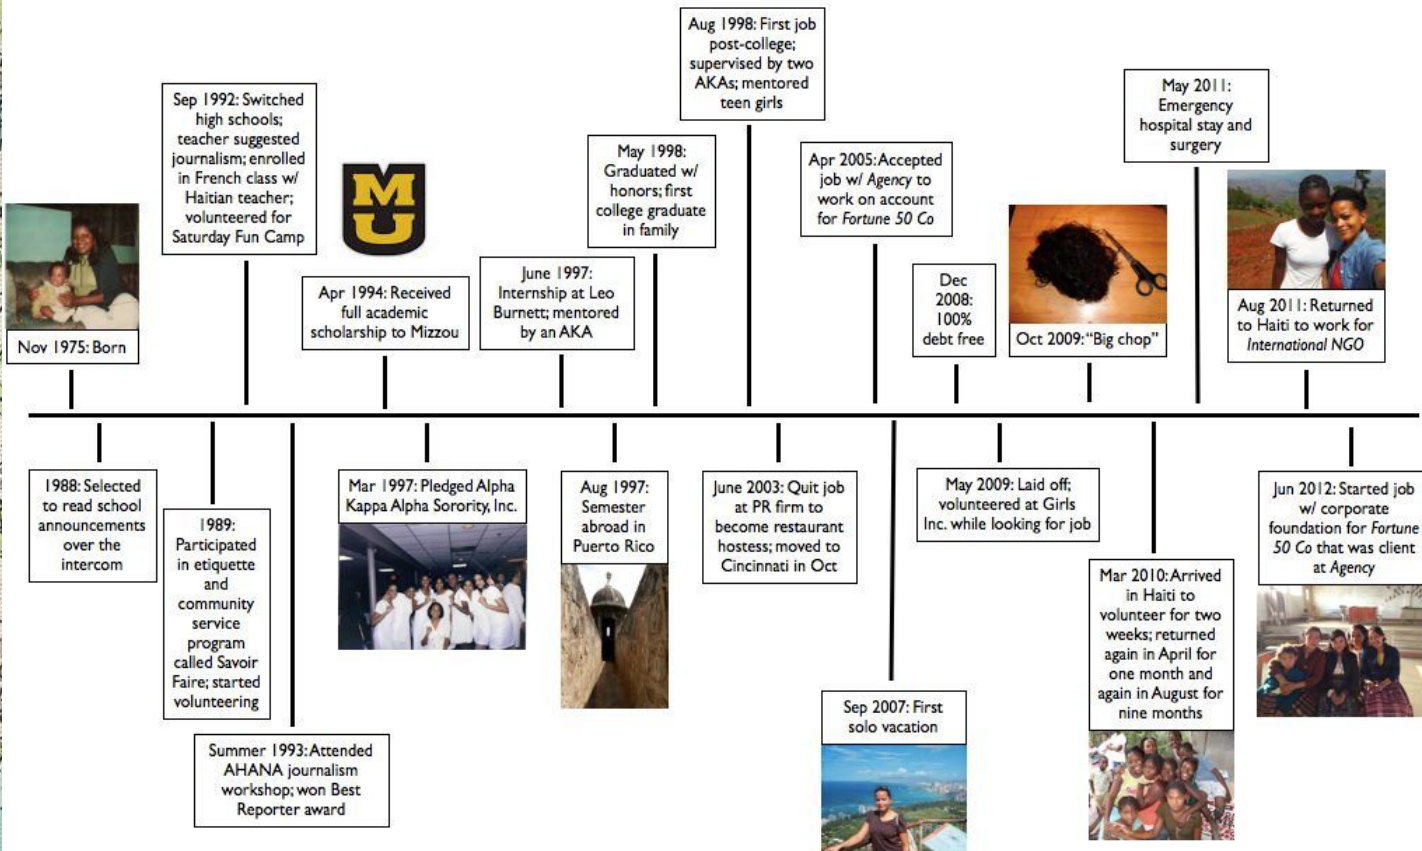 Nov 1975: Born
1988: Selected
to read school
announcements
over the
intercom
1989:
Participated
in etiquette
and
community
service
program
called Savoir
Faire; started
volunteering
Sep 1992: Switched
high schools;
teacher suggested
journalism; enrolled
in French class w/
Haitian teacher;
volunteered for
Saturday Fun Camp
Summer 1993: Attended
AHANA journalism
workshop; won Best
Reporter award
MU
Apr 1994: Received
full academic
scholarship to Mizzou
Mar 1997: Pledged Alpha
Kappa Alpha Sorority, Inc.
June 1997:
Internship at Leo
Burnett; mentored
by an AKA
Aug 1997:
Semester
abroad in
Puerto Rico
May 1998:
Graduated w/
honors; first
college graduate
in family
Aug 1998: First job
post-college;
supervised by two
AKAs; mentored
teen girls
June 2003: Quit job
at PR firm to
become restaurant
hostess; moved to
Cincinnati in Oct
Apr 2005: Accepted
job w/ Agency to
work on account
for Fortune 50 Co
Sep 2007: First
solo vacation
Dec
2008:
100%
debt free
May 2009: Laid off;
volunteered at Girls
Inc. while looking for job
Oct 2009: “Big chop”
Mar 2010: Arrived
in Haiti to
volunteer for two
weeks; returned
again in April for
one month and
again in August for
nine months
May 2011:
Emergency
hospital stay and
surgery
Aug 2011: Returned
to Haiti to work for
International NGO
Jun 2012: Started job
w/ corporate
foundation for Fortune
50 Co that was client
at Agency